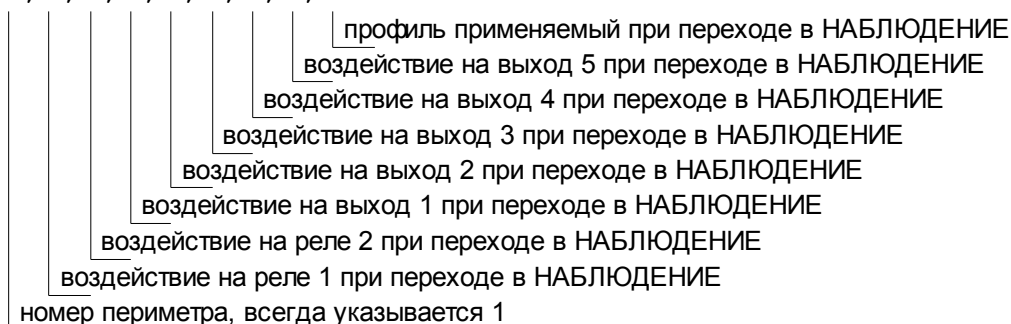 профиль применяемый при переходе в НАБЛЮДЕНИЕ
воздействие на выход 5 при переходе в НАБЛЮДЕНИЕ
воздействие на выход 4 при переходе в НАБЛЮДЕНИЕ
воздействие на выход 3 при переходе в НАБЛЮДЕНИЕ
воздействие на выход 2 при переходе в НАБЛЮДЕНИЕ
воздействие на выход 1 при переходе в НАБЛЮДЕНИЕ
воздействие на реле 2 при переходе в НАБЛЮДЕНИЕ
воздействие на реле 1 при переходе в НАБЛЮДЕНИЕ
номер периметра, всегда указывается 1